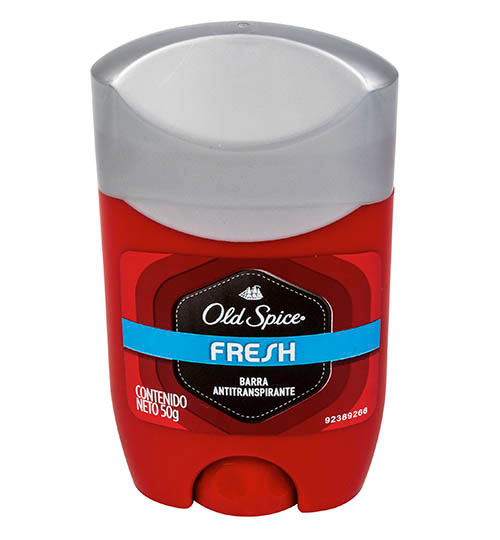 Old Spice
FRESH
BARRA
ANTITRANSPIRANTE
CONTENIDO
NETO 50g
92389266